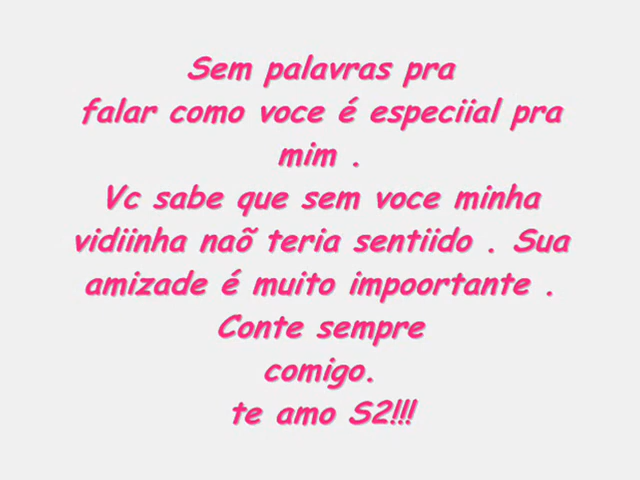 Sem palavras pra
falar como voce é especiial pra
mim .
Vc sabe que sem voce minha
vidiinha naõ teria sentiido . Sua
amizade é muito impoortante .
Conte sempre
comigo.
te amo S2!!!